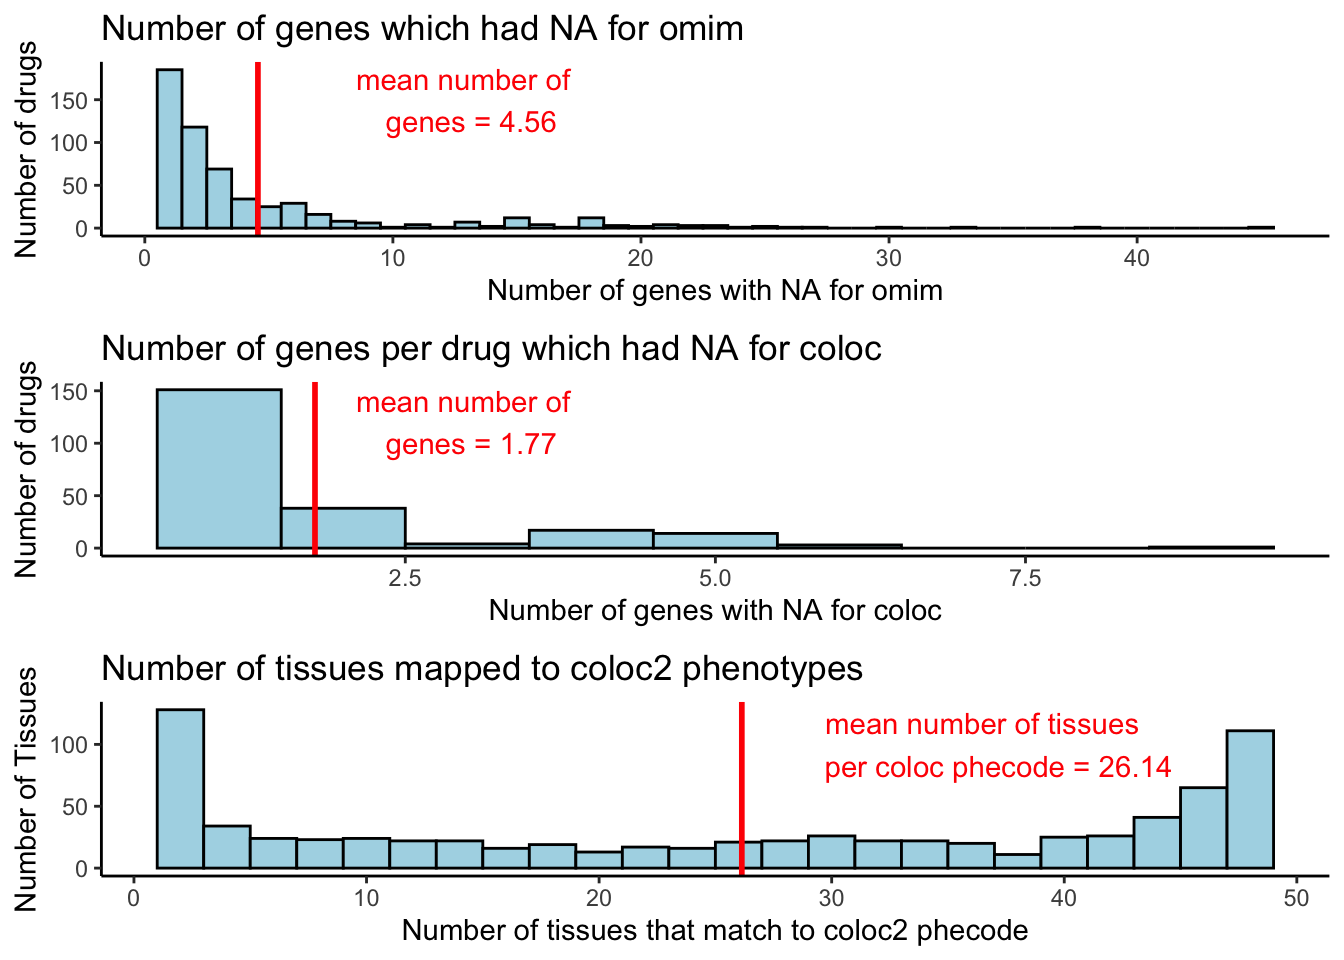 Number of genes which had NA for omim
Number of drugs
150
100
50
0
mean number of
genes = 4.56
0
10
20
30
40
Number of genes with NA for omim
Number of genes per drug which had NA for coloc
Number of drugs
150
100
50
0
mean number of
genes = 1.77
2.5
5.0
7.5
Number of genes with NA for coloc
Number of tissues mapped to coloc2 phenotypes
Number of Tissues
100
50
0
mean number of tissues
per coloc phecode = 26.14
0
10
20
30
40
50
Number of tissues that match to coloc2 phecode